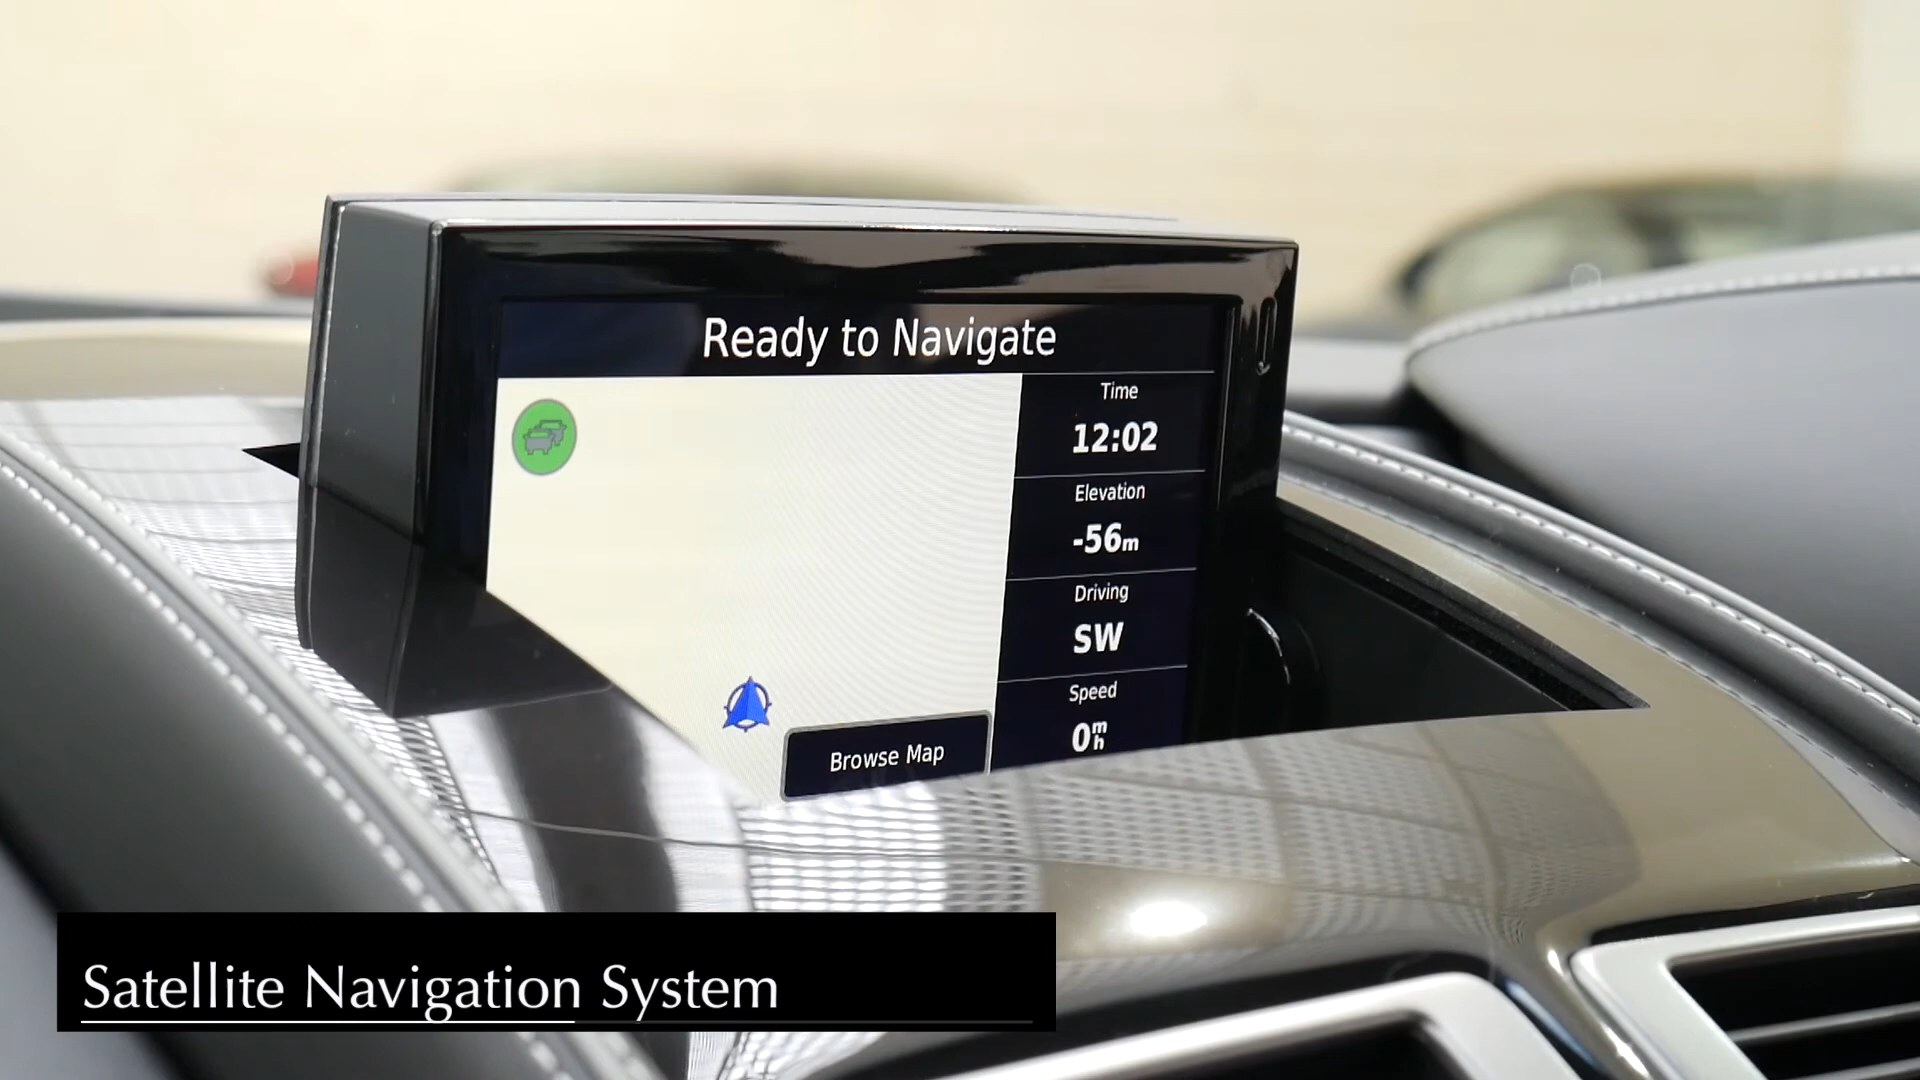 Ready to Navigate
Time
12:02
Elevation
-56m
Driving
SW
Speed
0mh
Browse Map
Satellite Navigation System